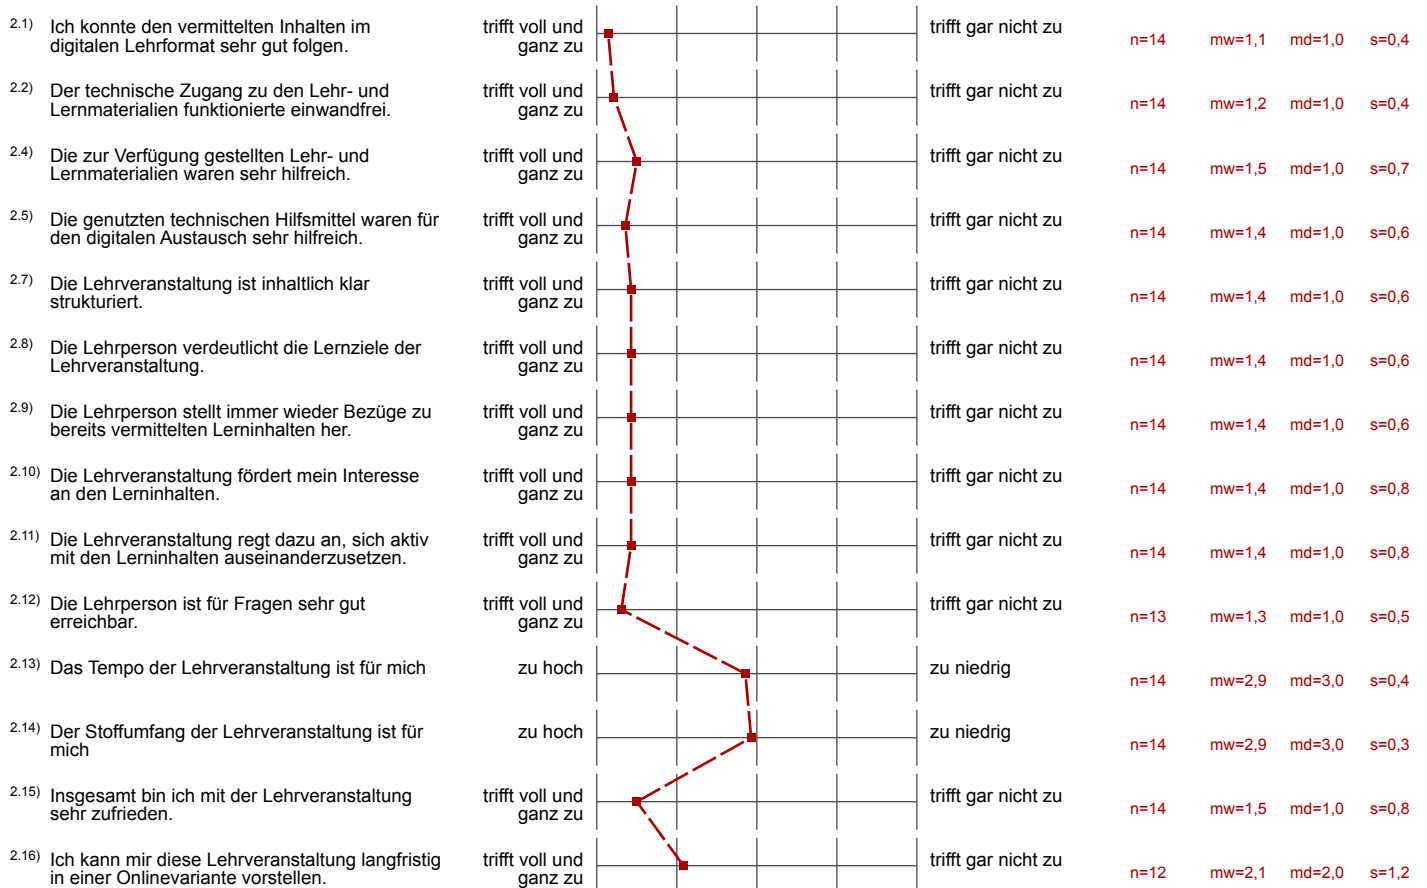 2.1) Ich konnte den vermittelten Inhalten im
digitalen Lehrformat sehr gut folgen.
trifft voll und
ganz zu
trifft gar nicht zu
n=14 mw=1,1 md=1,0 s=0,4
2.2) Der technische Zugang zu den Lehr- und
Lernmaterialien funktionierte einwandfrei.
trifft voll und
ganz zu
trifft gar nicht zu
n=14 mw=1,2 md=1,0 s=0,4
2.4) Die zur Verfügung gestellten Lehr- und
Lernmaterialien waren sehr hilfreich.
trifft voll und
ganz zu
trifft gar nicht zu
n=14 mw=1,5 md=1,0 s=0,7
2.5) Die genutzten technischen Hilfsmittel waren für
den digitalen Austausch sehr hilfreich.
trifft voll und
ganz zu
trifft gar nicht zu
n=14 mw=1,4 md=1,0 s=0,6
2.7) Die Lehrveranstaltung ist inhaltlich klar
strukturiert.
trifft voll und
ganz zu
trifft gar nicht zu
n=14 mw=1,4 md=1,0 s=0,6
2.8) Die Lehrperson verdeutlicht die Lernziele der
Lehrveranstaltung.
trifft voll und
ganz zu
trifft gar nicht zu
n=14 mw=1,4 md=1,0 s=0,6
2.9) Die Lehrperson stellt immer wieder Bezüge zu
bereits vermittelten Lerninhalten her.
trifft voll und
ganz zu
trifft gar nicht zu
n=14 mw=1,4 md=1,0 s=0,6
2.10) Die Lehrveranstaltung fördert mein Interesse
an den Lerninhalten.
trifft voll und
ganz zu
trifft gar nicht zu
n=14 mw=1,4 md=1,0 s=0,8
2.11) Die Lehrveranstaltung regt dazu an, sich aktiv
mit den Lerninhalten auseinanderzusetzen.
trifft voll und
ganz zu
trifft gar nicht zu
n=14 mw=1,4 md=1,0 s=0,8
2.12) Die Lehrperson ist für Fragen sehr gut
erreichbar.
trifft voll und
ganz zu
trifft gar nicht zu
n=13 mw=1,3 md=1,0 s=0,5
2.13) Das Tempo der Lehrveranstaltung ist für mich
zu hoch
zu niedrig
n=14 mw=2,9 md=3,0 s=0,4
2.14) Der Stoffumfang der Lehrveranstaltung ist für
mich
zu hoch
zu niedrig
n=14 mw=2,9 md=3,0 s=0,3
2.15) Insgesamt bin ich mit der Lehrveranstaltung
sehr zufrieden.
trifft voll und
ganz zu
trifft gar nicht zu
n=14 mw=1,5 md=1,0 s=0,8
2.16) Ich kann mir diese Lehrveranstaltung langfristig
in einer Onlinevariante vorstellen.
trifft voll und
ganz zu
trifft gar nicht zu
n=12 mw=2,1 md=2,0 s=1,2